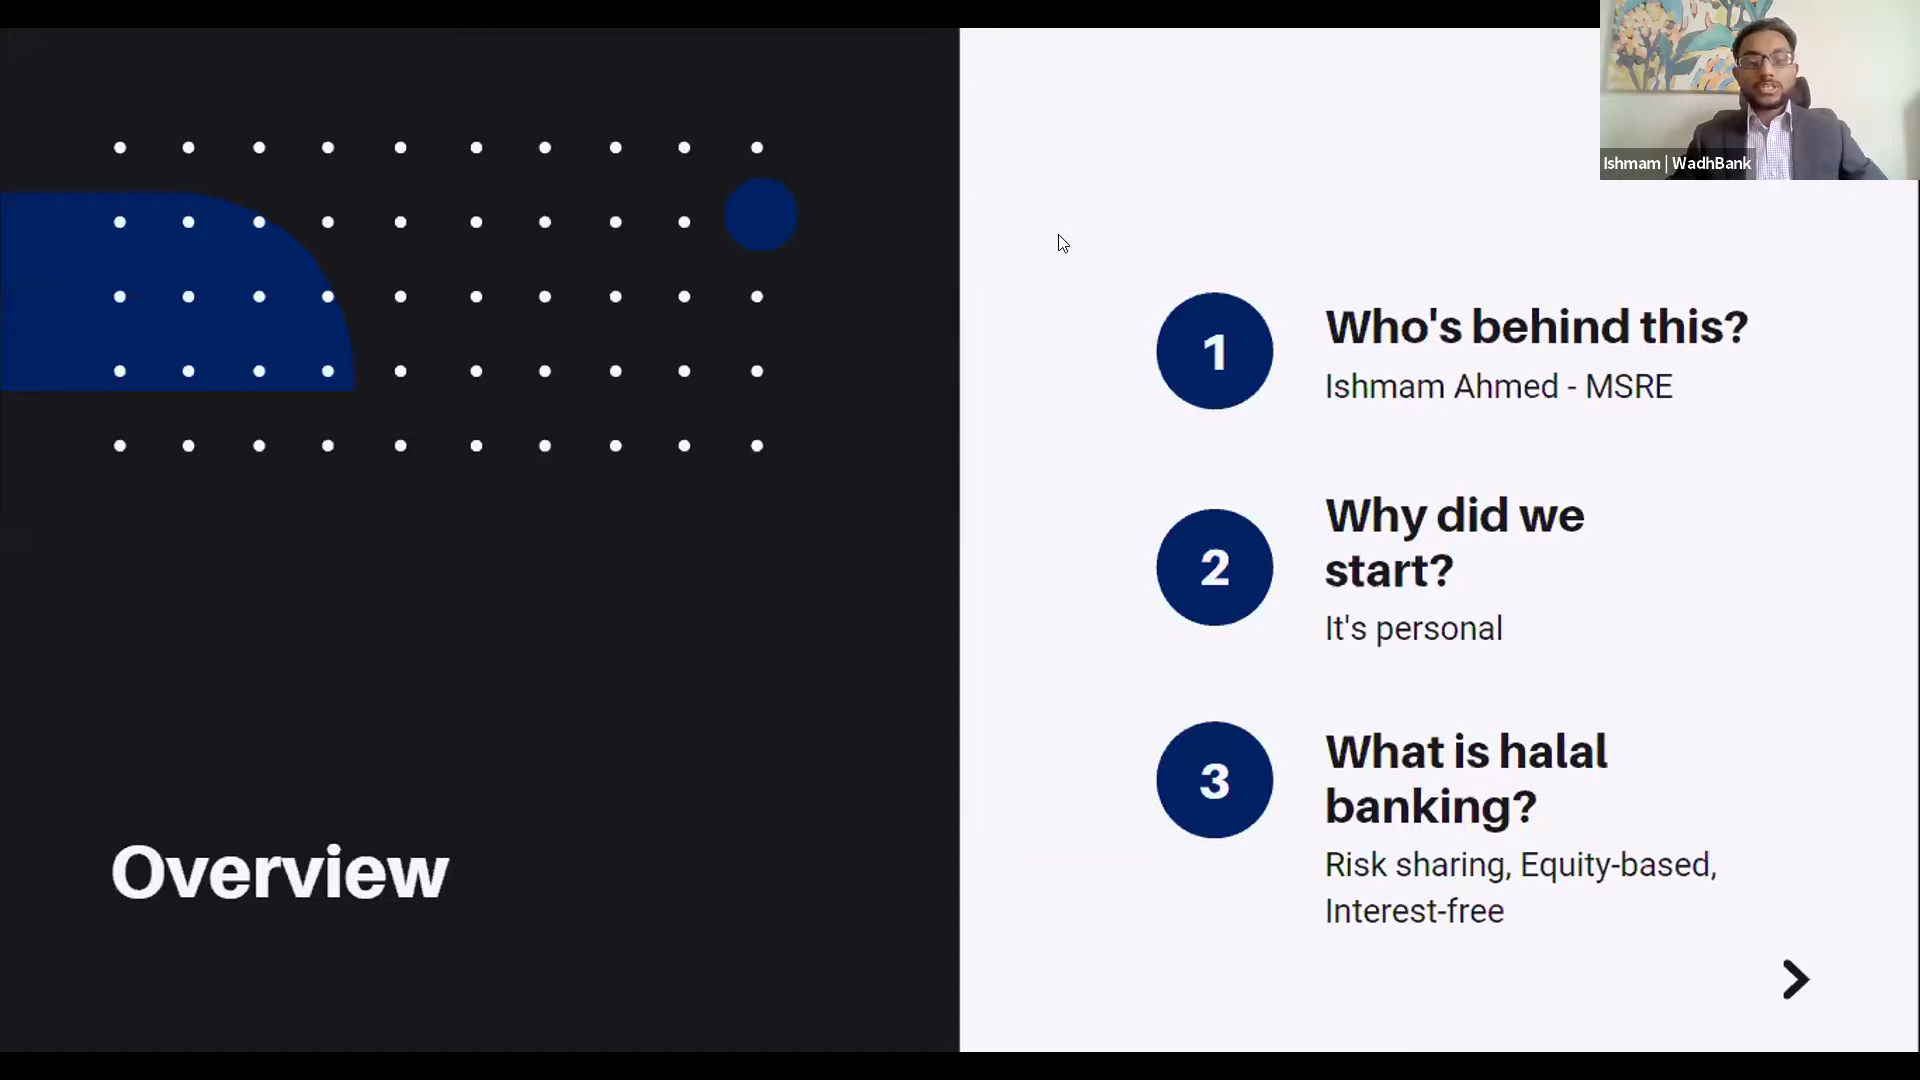 Ishmam | WadhBank
Overview
1
Who's behind this?
Ishmam Ahmed - MSRE
2
Why did we
start?
It's personal
3
What is halal
banking?
Risk sharing, Equity-based,
Interest-free